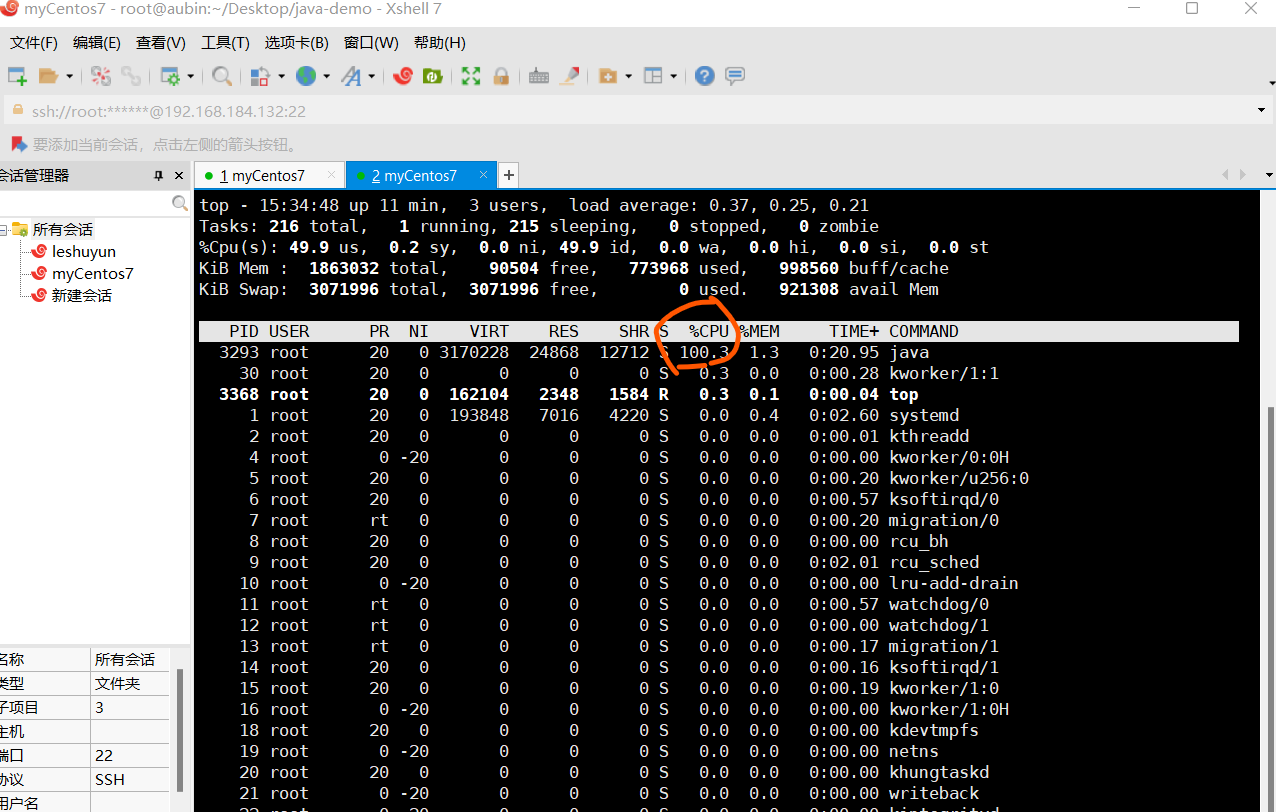 myCentos7 - root@aubin:~/Desktop/java-demo - Xshell 7
文件(F) 编辑(E) 查看(V) 工具(T) 选项卡(B) 窗口(W) 帮助(H)
ssh://root:******@192.168.184.132:22
要添加当前会话，点击左侧的箭头按钮。
会话管理器
1 myCentos7
2 myCentos7
所有会话
leshuyun
myCentos7
新建会话
名称 所有会话
类型 文件夹
子项目 3
主机
端口 22
协议 SSH
用户名
top - 15:34:48 up 11 min, 3 users, load average: 0.37, 0.25, 0.21
Tasks: 216 total, 1 running, 215 sleeping, 0 stopped, 0 zombie
%Cpu(s): 49.9 us, 0.2 sy, 0.0 ni, 49.9 id, 0.0 wa, 0.0 hi, 0.0 si, 0.0 st
KiB Mem : 1863032 total, 90504 free, 773968 used, 998560 buff/cache
KiB Swap: 3071996 total, 3071996 free, 0 used. 921308 avail Mem
PID USER PR NI VIRT RES SHR S %CPU %MEM TIME+ COMMAND
3293 root 20 0 3170228 24868 12712 S 100.3 1.3 0:20.95 java
30 root 20 0 0 0 0 S 0.3 0.0 0:00.28 kworker/1:1
3368 root 20 0 162104 2348 1584 R 0.3 0.1 0:00.04 top
1 root 20 0 193848 7016 4220 S 0.0 0.4 0:02.60 systemd
2 root 20 0 0 0 0 S 0.0 0.0 0:00.01 kthreadd
4 root 0 -20 0 0 0 S 0.0 0.0 0:00.00 kworker/0:0H
5 root 20 0 0 0 0 S 0.0 0.0 0:00.20 kworker/u256:0
6 root 20 0 0 0 0 S 0.0 0.0 0:00.57 ksoftirqd/0
7 root rt 0 0 0 0 S 0.0 0.0 0:00.20 migration/0
8 root 20 0 0 0 0 S 0.0 0.0 0:00.00 rcu_bh
9 root 20 0 0 0 0 S 0.0 0.0 0:02.01 rcu_sched
10 root 0 -20 0 0 0 S 0.0 0.0 0:00.00 lru-add-drain
11 root rt 0 0 0 0 S 0.0 0.0 0:00.57 watchdog/0
12 root rt 0 0 0 0 S 0.0 0.0 0:00.00 watchdog/1
13 root rt 0 0 0 0 S 0.0 0.0 0:00.17 migration/1
14 root 20 0 0 0 0 S 0.0 0.0 0:00.16 ksoftirqd/1
15 root 20 0 0 0 0 S 0.0 0.0 0:00.19 kworker/1:0
16 root 0 -20 0 0 0 S 0.0 0.0 0:00.00 kworker/1:0H
18 root 20 0 0 0 0 S 0.0 0.0 0:00.00 kdevtmpfs
19 root 0 -20 0 0 0 S 0.0 0.0 0:00.00 netns
20 root 20 0 0 0 0 S 0.0 0.0 0:00.00 khungtaskd
21 root 0 -20 0 0 0 S 0.0 0.0 0:00.00 writeback